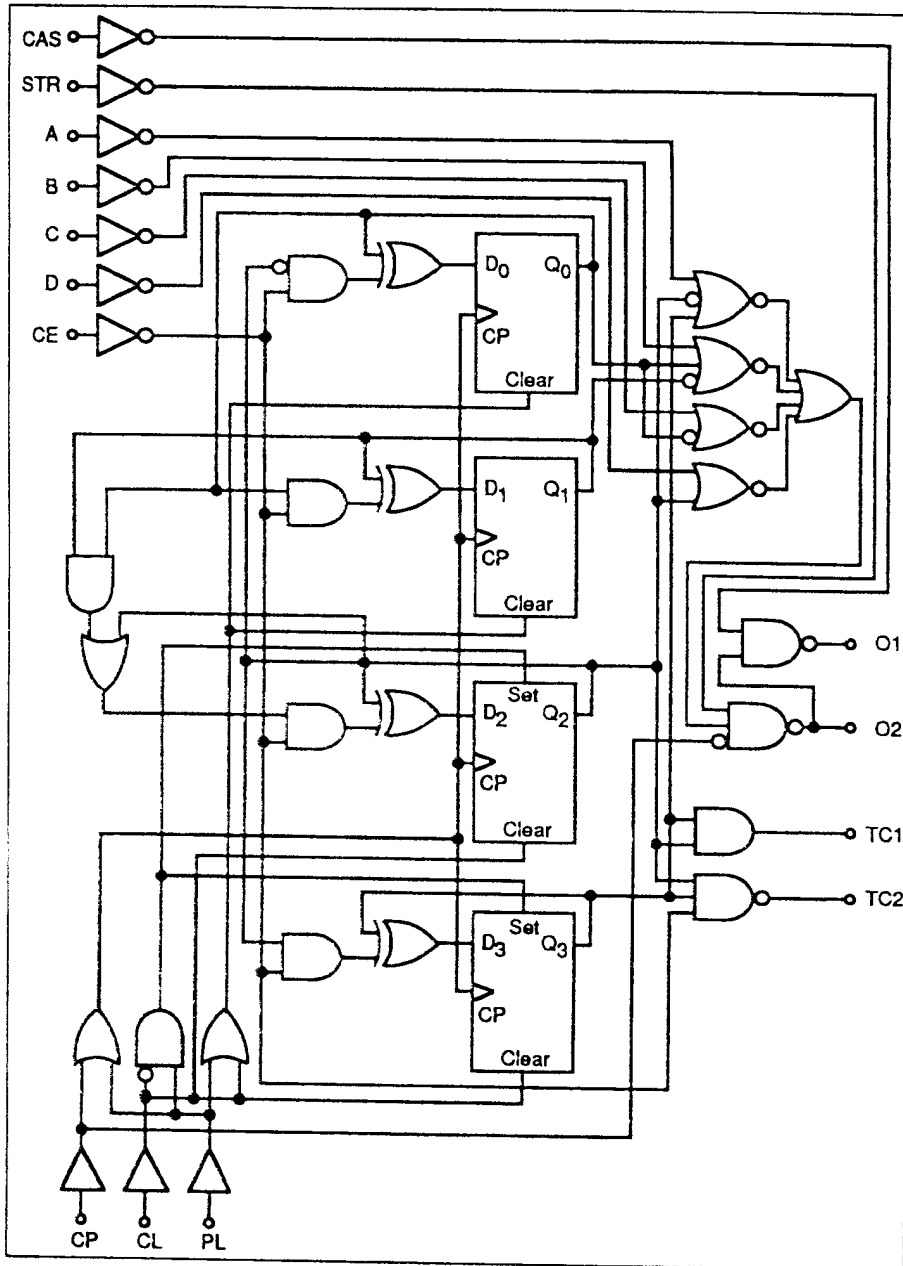 CAS
STR
A
B
C
D
CE
D0 Q0
CP
Clear
D1 Q1
CP
Clear
Set
D2 Q2
CP
Clear
Set
D3 Q3
CP
Clear
O1
O2
TC1
TC2
CP CL PL